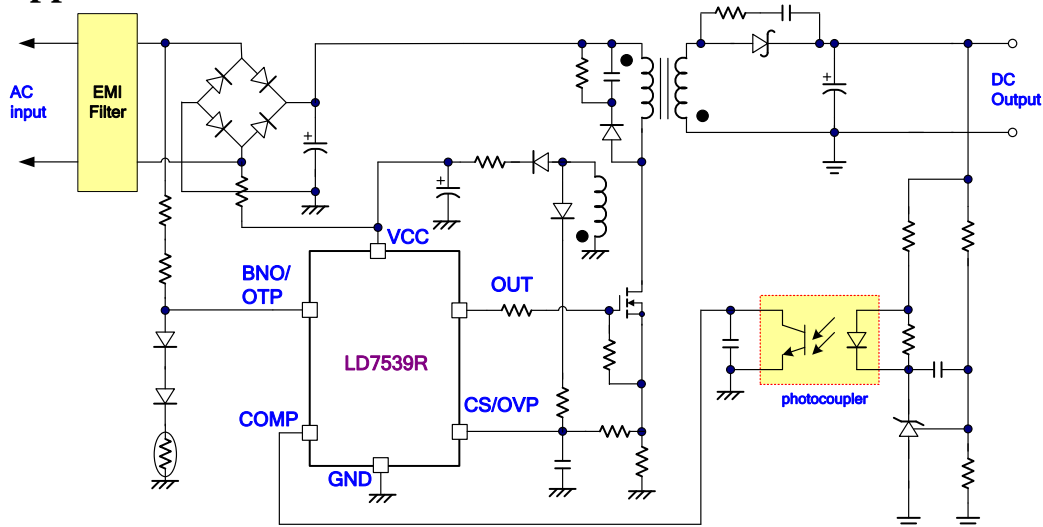 AC
input
EMI
Filter
DC
Output
VCC
BNO/
OTP
OUT
LD7539R
COMP
CS/OVP
GND
photocoupler
+
+
+